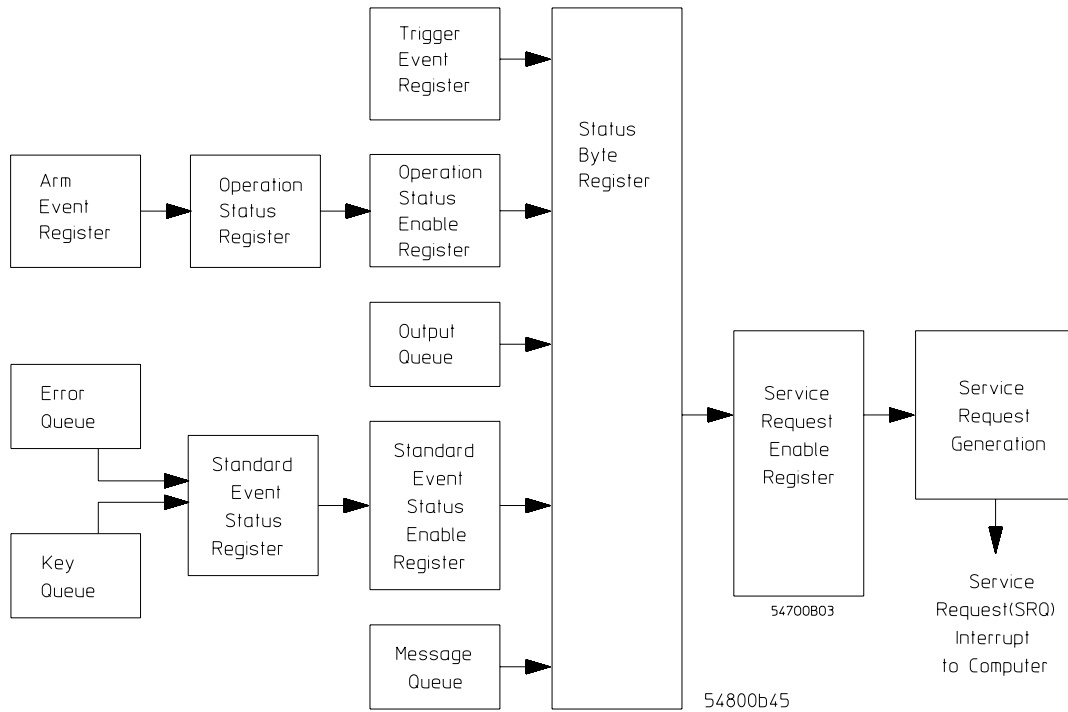 Trigger
Event
Register
Status
Byte
Register
Arm
Event
Register
Operation
Status
Register
Operation
Status
Enable
Register
Output
Queue
Error
Queue
Key
Queue
Standard
Event
Status
Register
Standard
Event
Status
Enable
Register
Message
Queue
Service
Request
Enable
Register
54700B03
Service
Request
Generation
Service
Request(SRQ)
Interrupt
to Computer
54800b45